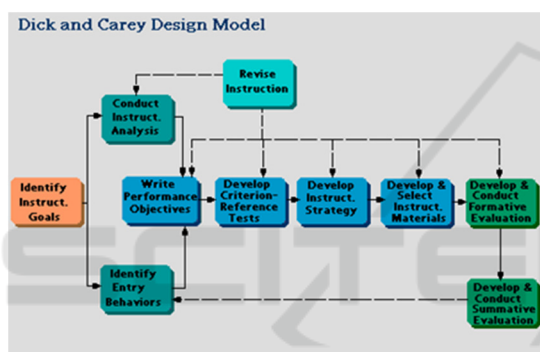 Dick and Carey Design Model
Revise
Instruction
Conduct
Instruct.
Analysis
Identify
Instruct.
Goals
Write
Performance
Objectives
Develop
Criterion-
Reference
Tests
Develop
Instruct.
Strategy
Develop &
Select
Instruct.
Materials
Develop &
Conduct
Formative
Evaluation
Identify
Entry
Behaviors
Develop &
Conduct
Summative
Evaluation
SCITE